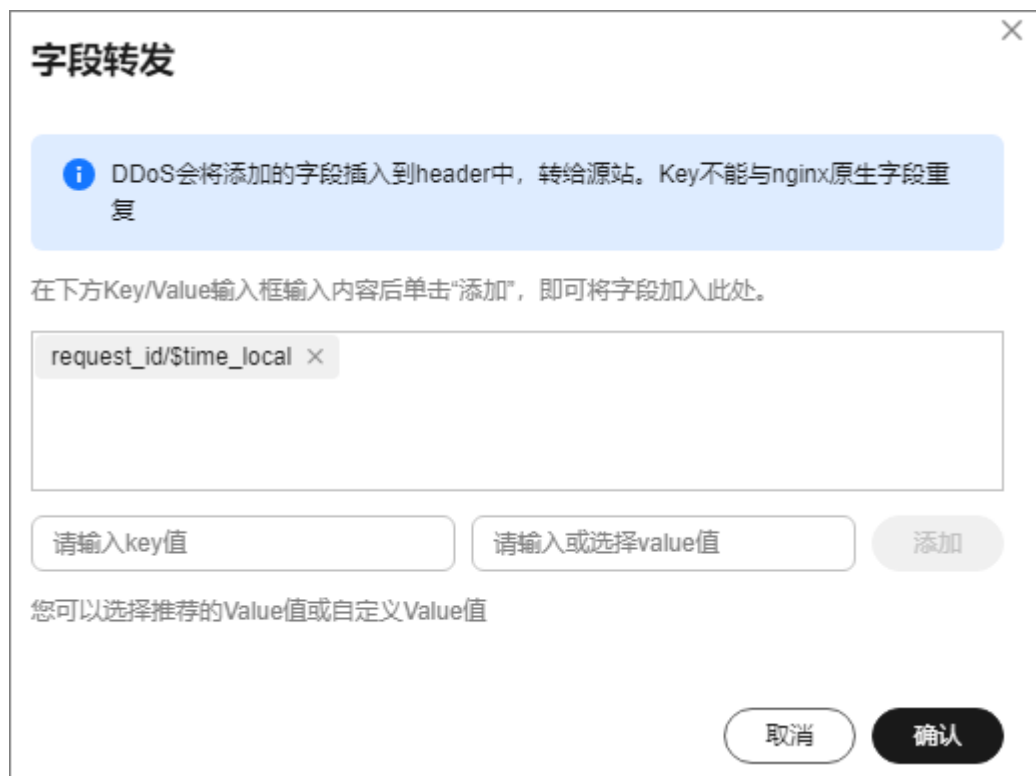 字段转发
DDoS会将添加的字段插入到header中，转给源站。Key不能与nginx原生字段重
复
在下方Key/Value输入框输入内容后单击“添加”，即可将字段加入此处。
request_id/$time_local
请输入key值 请输入或选择value值 添加
您可以选择推荐的Value值或自定义Value值
取消 确认